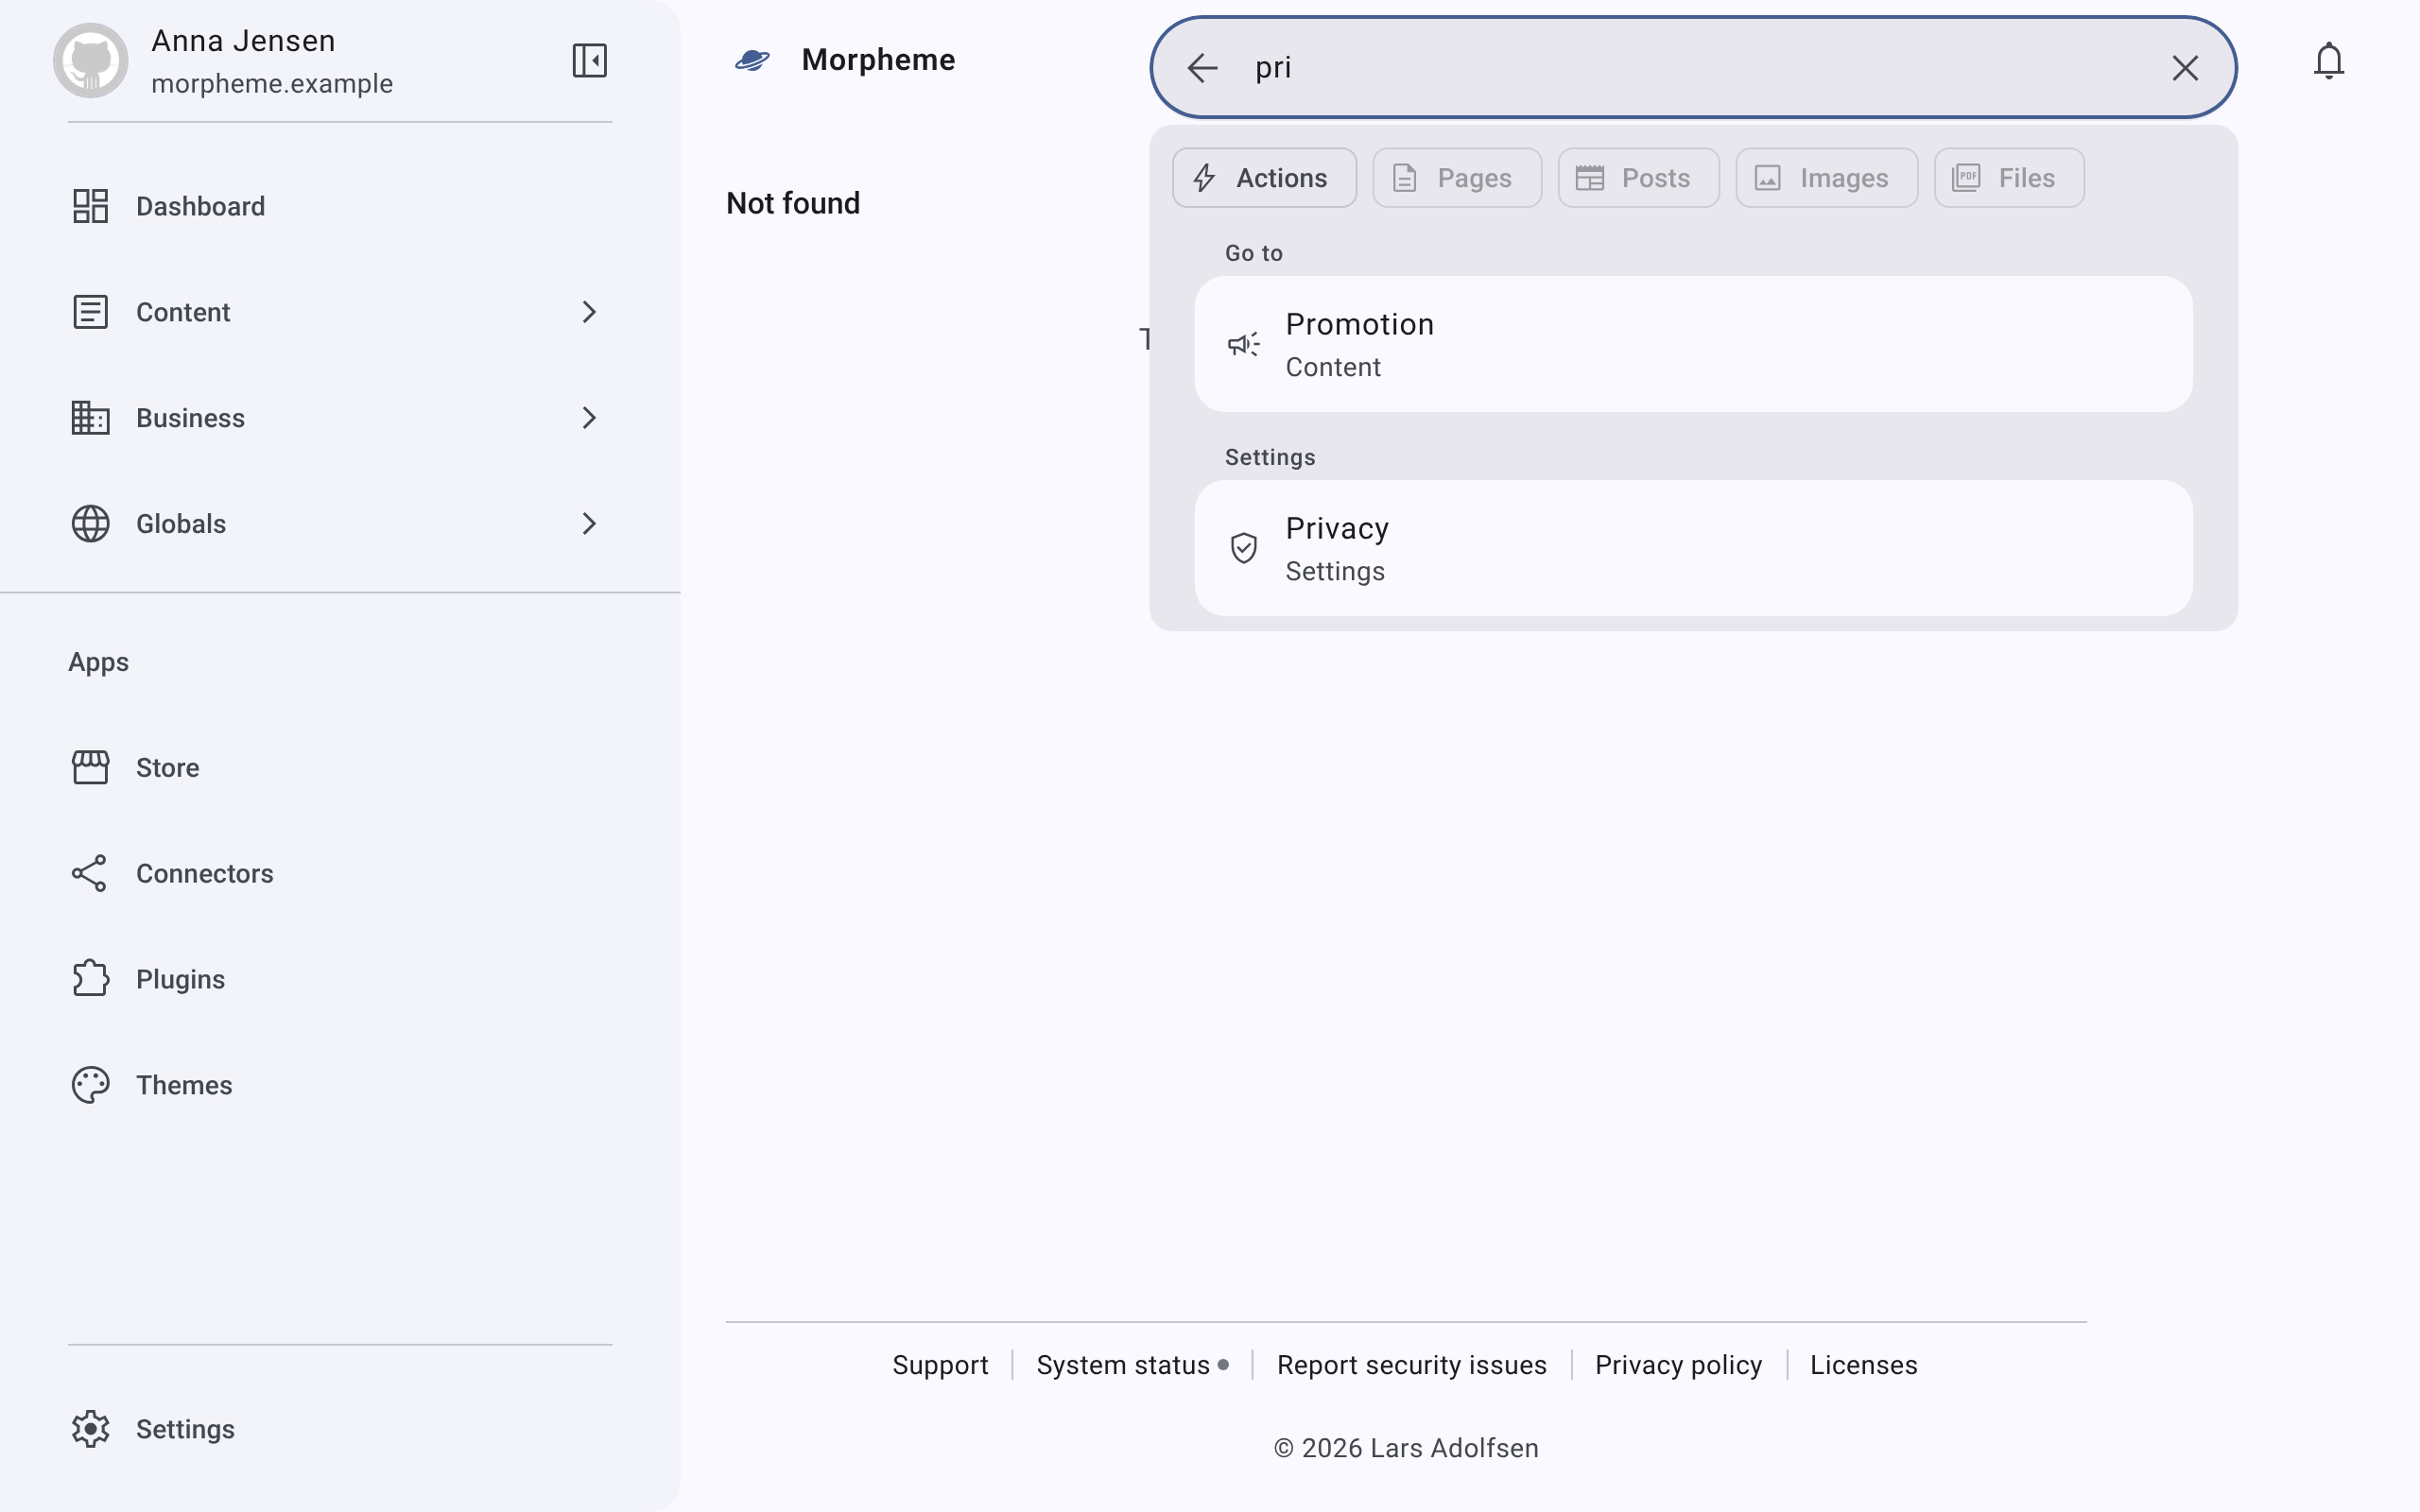 Anna Jensen
morpheme.example
Dashboard
Content
Business
Globals
Apps
Store
Connectors
Plugins
Themes
Settings
Morpheme
pri
Not found
Actions
Pages
Posts
Images
PDF
Files
Go to
Promotion
Content
Settings
Privacy
Settings
Support
System status
Report security issues
Privacy policy
Licenses
© 2026 Lars Adolfsen